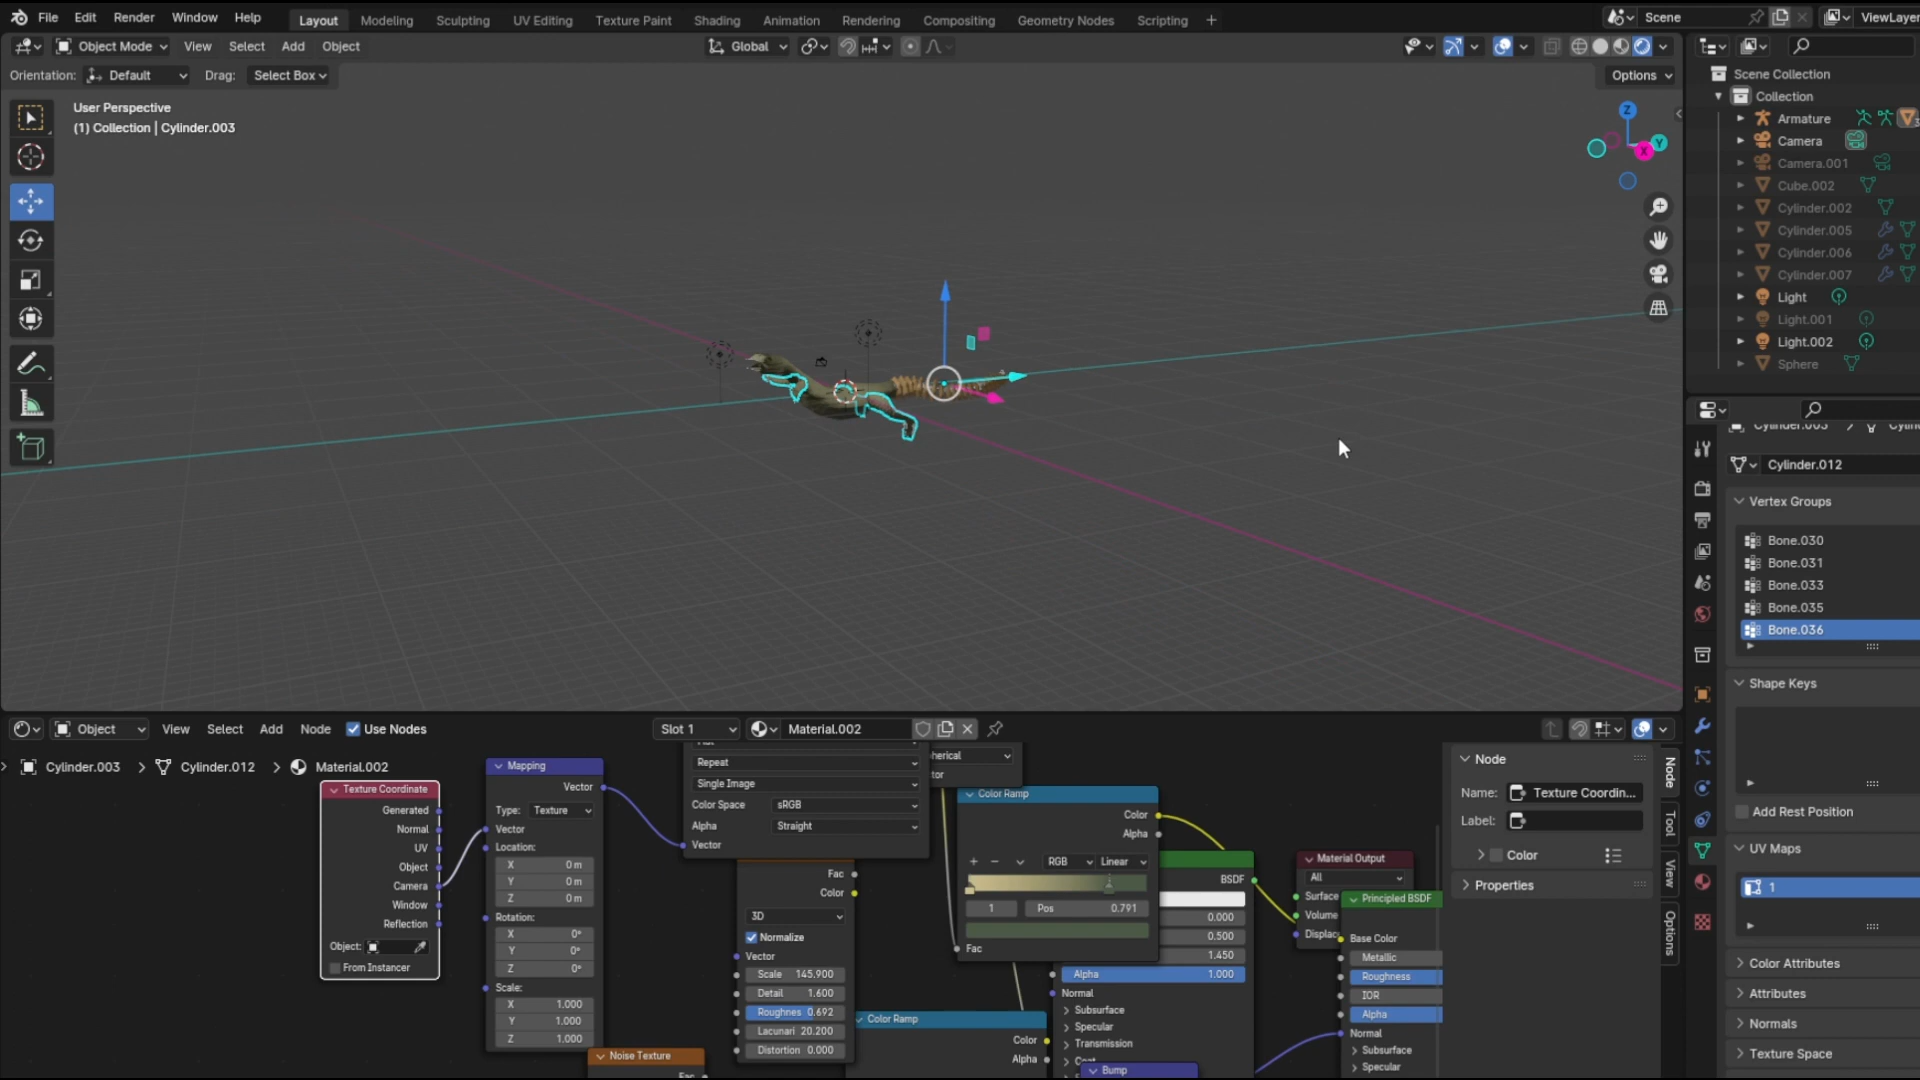 File Edit Render Window Help
Layout Modeling Sculpting UV Editing Texture Paint Shading Animation Rendering Compositing Geometry Nodes Scripting +
Scene
ViewLayer
Object Mode View Select Add Object
Global
Orientation: Default Drag: Select Box
Options
User Perspective
(1) Collection | Cylinder.003
Z
Y
X
Scene Collection
Collection
Armature
Camera
Camera.001
Cube.002
Cylinder.002
Cylinder.005
Cylinder.006
Cylinder.007
Light
Light.001
Light.002
Sphere
Cylinder.003
Cylinder.012
Vertex Groups
Bone.030
Bone.031
Bone.033
Bone.035
Bone.036
Shape Keys
Add Rest Position
UV Maps
1
Color Attributes
Attributes
Normals
Texture Space
Object View Select Add Node Use Nodes
Slot 1
Material.002
Cylinder.003 > Cylinder.012 > Material.002
Texture Coordinate
Generated
Normal
UV
Object
Camera
Window
Reflection
Object:
From Instancer
Mapping
Vector
Type: Texture
Vector
Location:
X 0 m
Y 0 m
Z 0 m
Rotation:
X 0°
Y 0°
Z 0°
Scale:
X 1.000
Y 1.000
Z 1.000
Noise Texture
Fac
Repeat
Single Image
Color Space sRGB
Alpha Straight
Vector
herical
tor
Fac
Color
3D
Normalize
Vector
Scale 145.900
Detail 1.600
Roughnes 0.692
Lacunari 20.200
Distortion 0.000
Color Ramp
Color
Alpha
+ − RGB Linear
1 Pos 0.791
Fac
Color Ramp
Color
Alpha
BSDF
0.000
0.500
1.450
Alpha 1.000
Normal
Subsurface
Specular
Transmission
Coat
Bump
Material Output
All
Surface
Volume
Displac
Principled BSDF
Base Color
Metallic
Roughness
IOR
Alpha
Normal
Subsurface
Specular
Node
Name: Texture Coordin...
Label:
Color
Properties
Node
Tool
View
Options